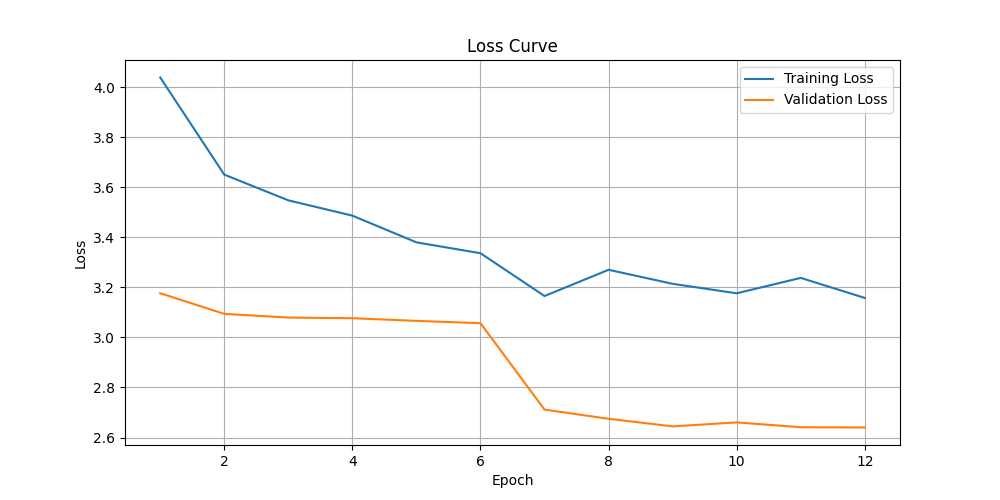 Loss Curve
Training Loss
Validation Loss
4.0
3.8
3.6
3.4
3.2
3.0
2.8
2.6
Loss
2 4 6 8 10 12
Epoch